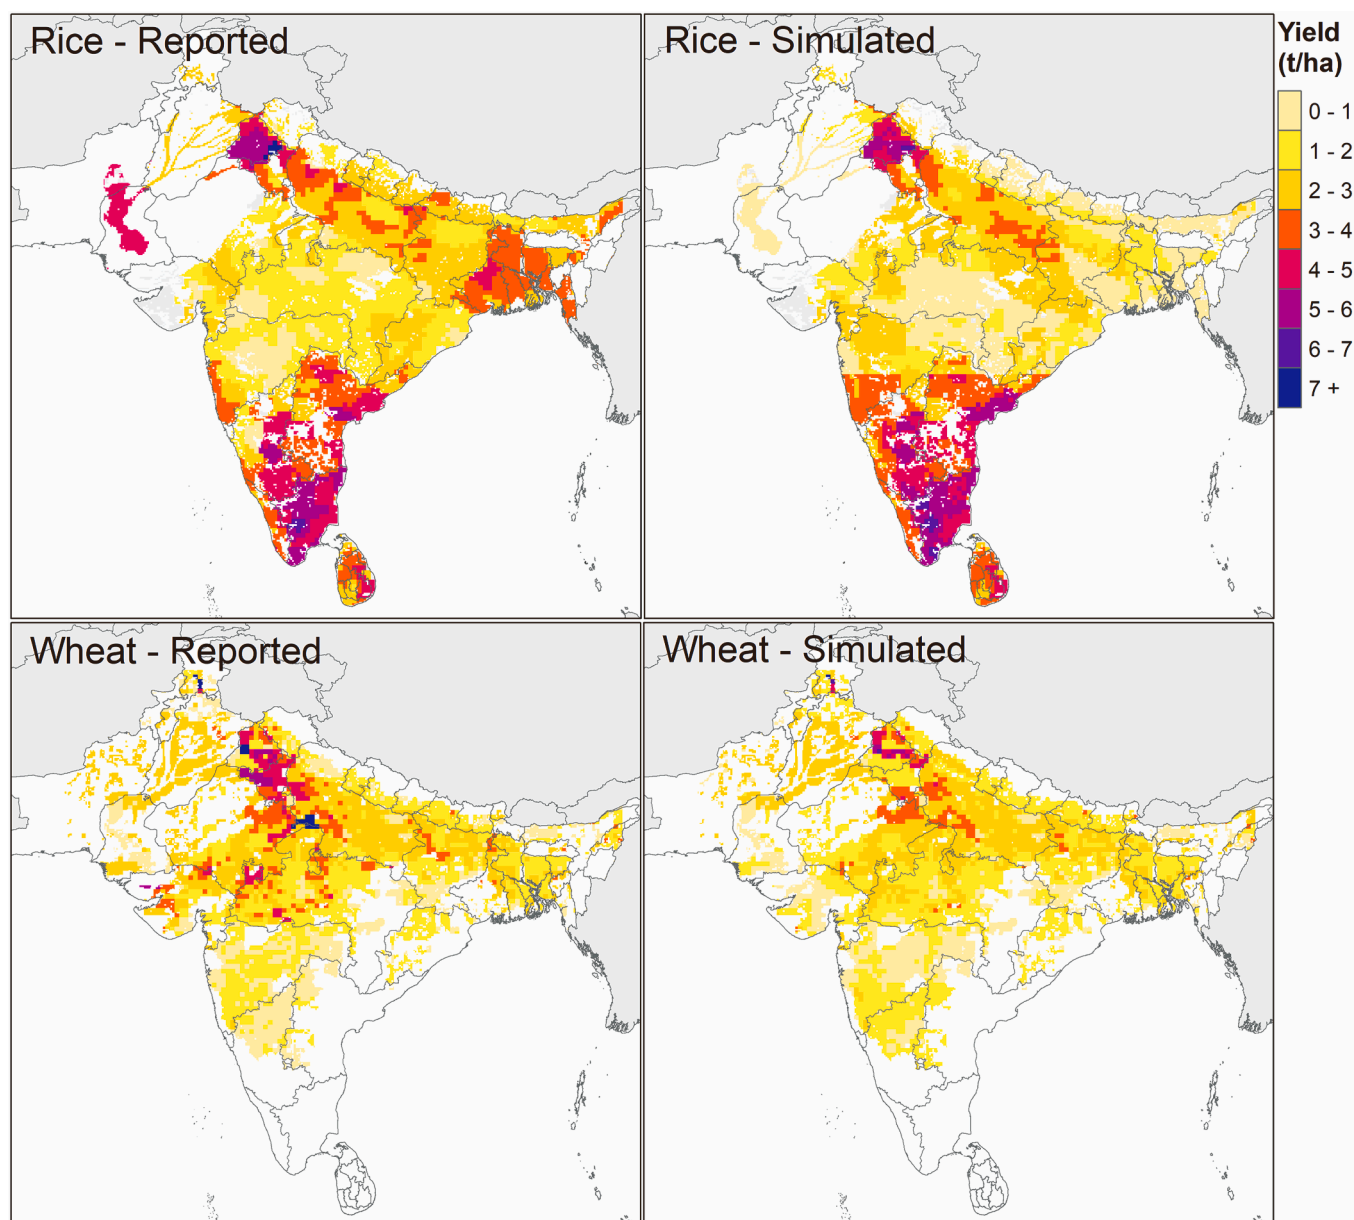 Rice - Reported
Rice - Simulated
Yield
(t/ha)
0 - 1
1 - 2
2 - 3
3 - 4
4 - 5
5 - 6
6 - 7
7 +
Wheat - Reported
Wheat - Simulated